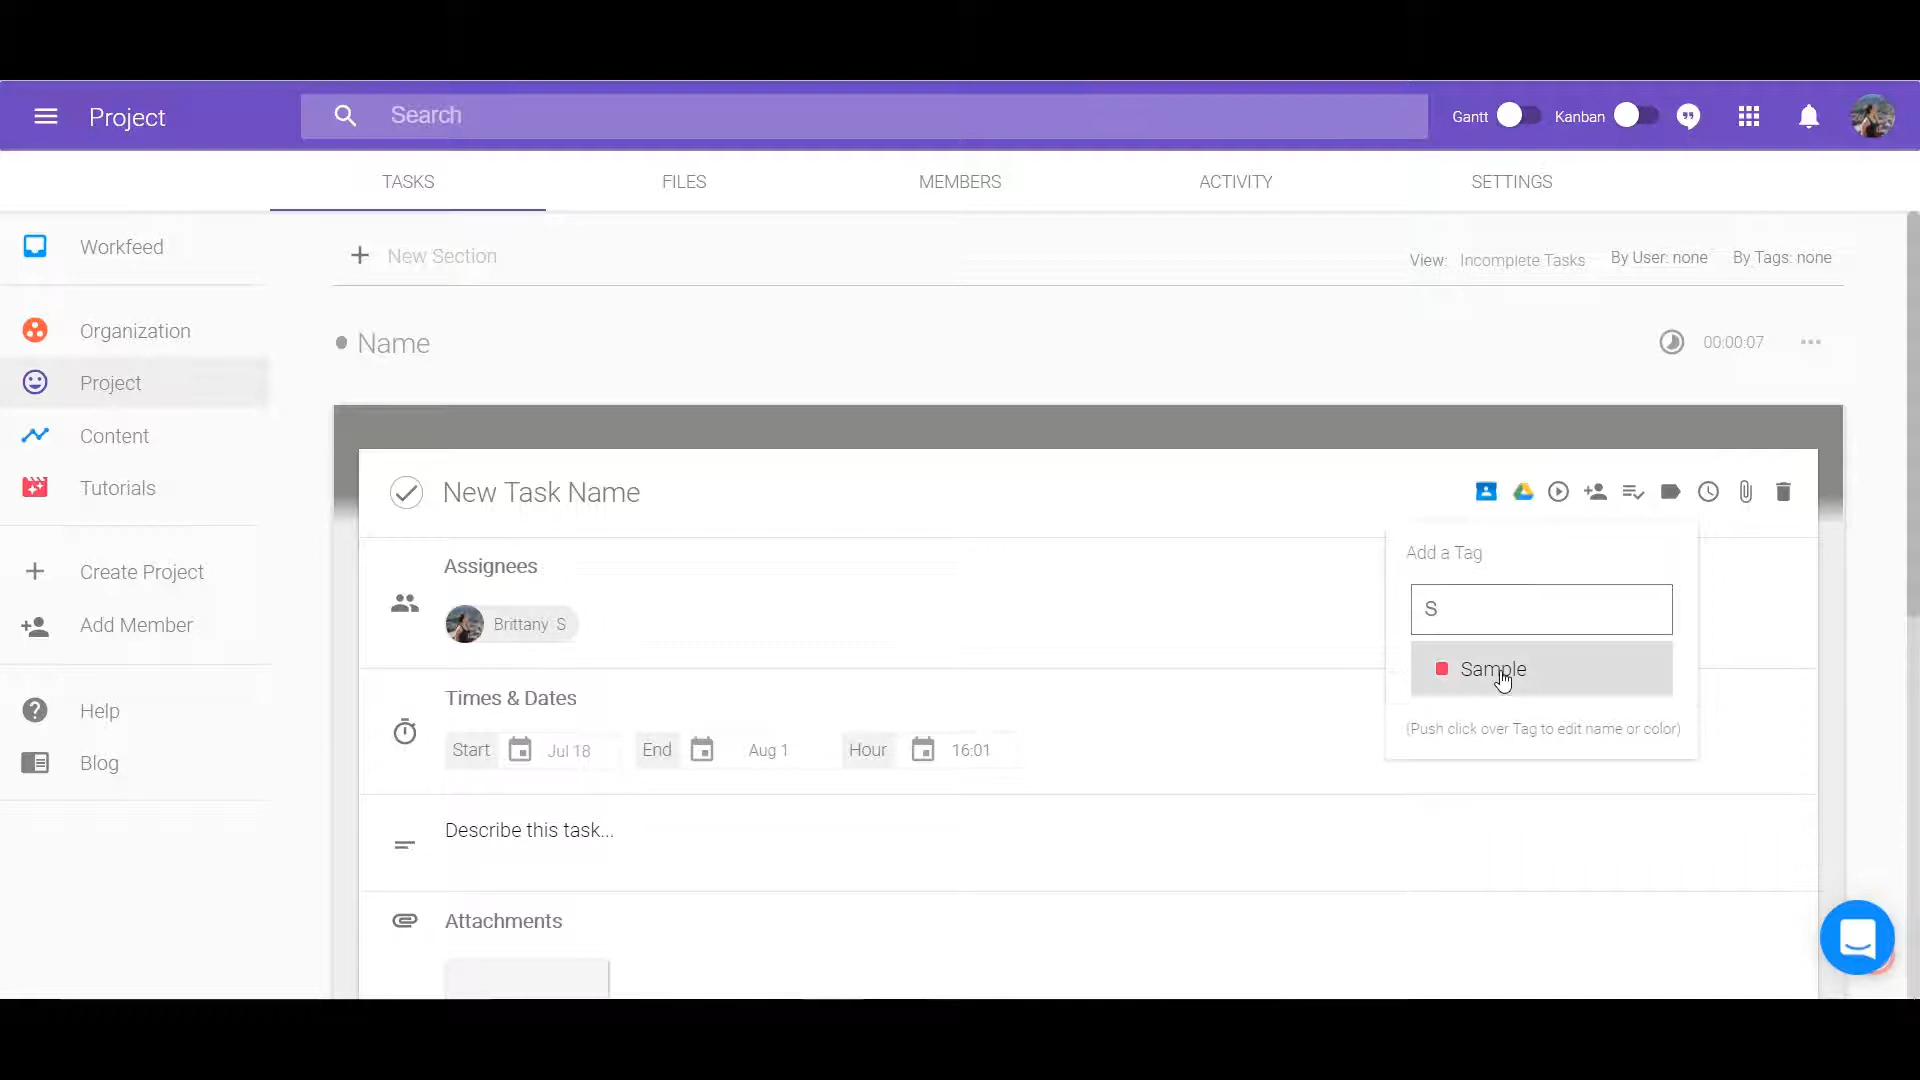 Project
Search
Gantt
Kanban
TASKS
FILES
MEMBERS
ACTIVITY
SETTINGS
Workfeed
Organization
Project
Content
Tutorials
Create Project
Add Member
Help
Blog
New Section
View: Incomplete Tasks
By User: none
By Tags: none
Name
00:00:07
New Task Name
Assignees
Brittany S
Times & Dates
Start Jul 18
End Aug 1
Hour 16:01
Describe this task...
Attachments
Add a Tag
S
Sample
(Push click over Tag to edit name or color)